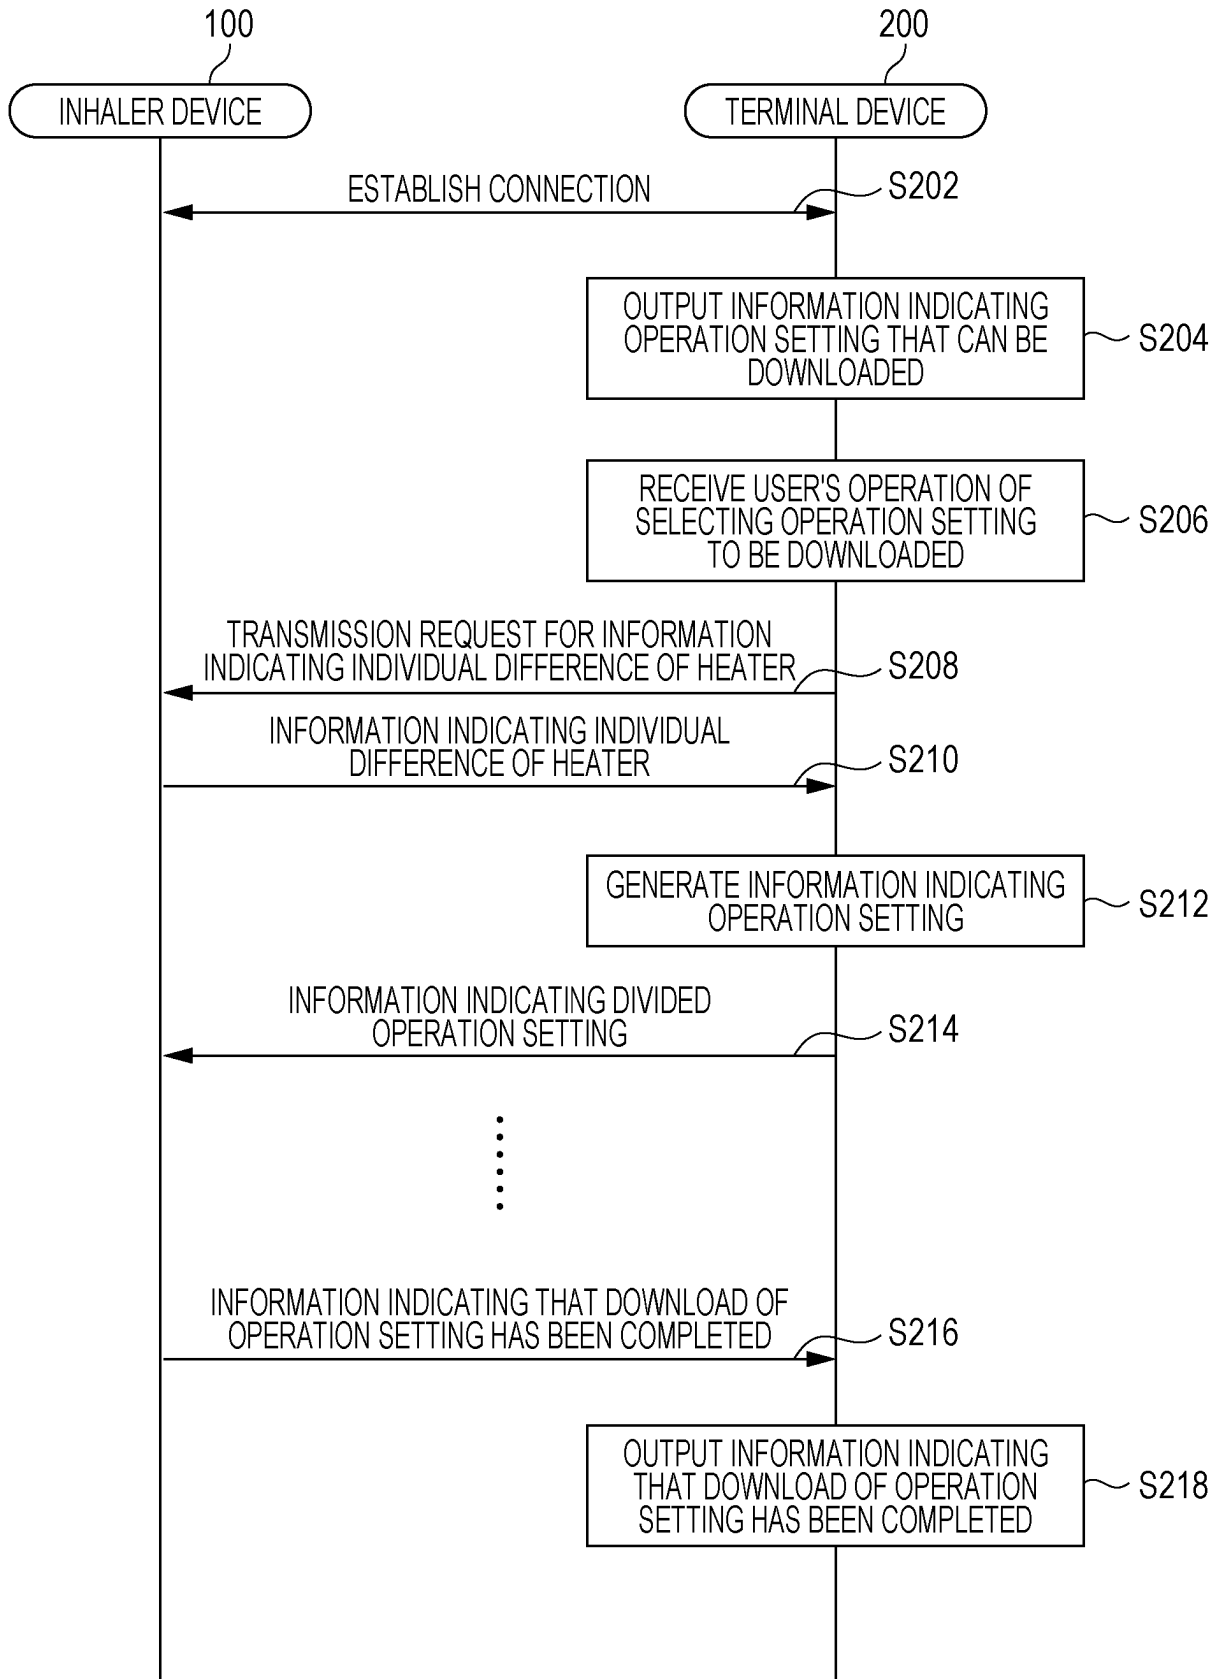 100
200
INHALER DEVICE
TERMINAL DEVICE
ESTABLISH CONNECTION
S202
OUTPUT INFORMATION INDICATING
OPERATION SETTING THAT CAN BE
DOWNLOADED
S204
RECEIVE USER'S OPERATION OF
SELECTING OPERATION SETTING
TO BE DOWNLOADED
S206
TRANSMISSION REQUEST FOR INFORMATION
INDICATING INDIVIDUAL DIFFERENCE OF HEATER
S208
INFORMATION INDICATING INDIVIDUAL
DIFFERENCE OF HEATER
S210
GENERATE INFORMATION INDICATING
OPERATION SETTING
S212
INFORMATION INDICATING DIVIDED
OPERATION SETTING
S214
INFORMATION INDICATING THAT DOWNLOAD OF
OPERATION SETTING HAS BEEN COMPLETED
S216
OUTPUT INFORMATION INDICATING
THAT DOWNLOAD OF OPERATION
SETTING HAS BEEN COMPLETED
S218